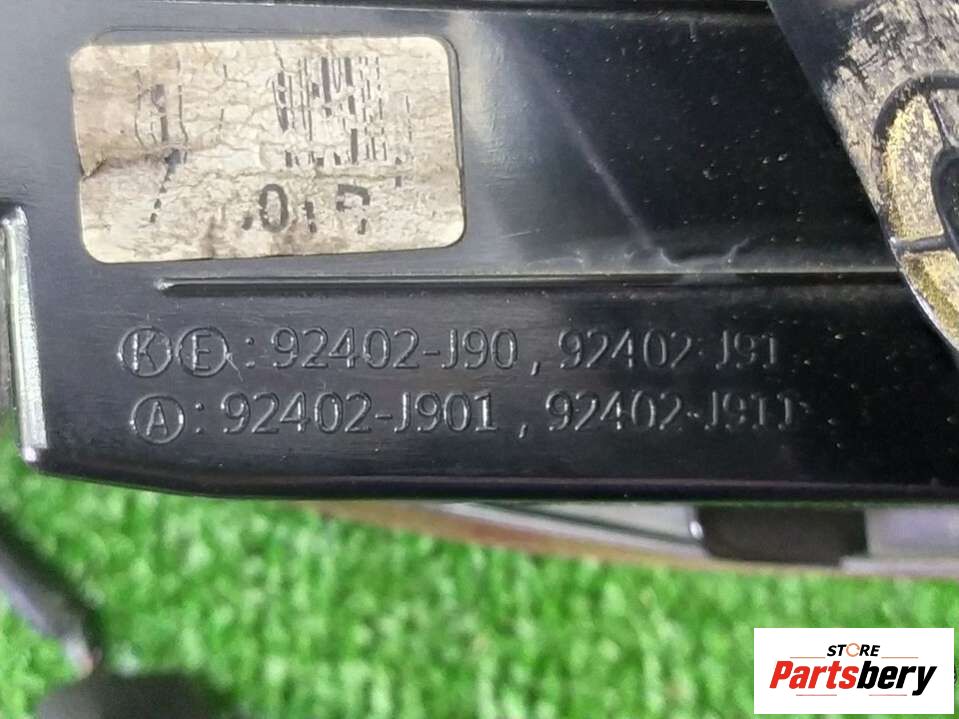 Ⓚ Ⓔ : 92402-J90 , 92402-J91
Ⓐ : 92402-J901 , 92402-J911
STORE
Partsbery